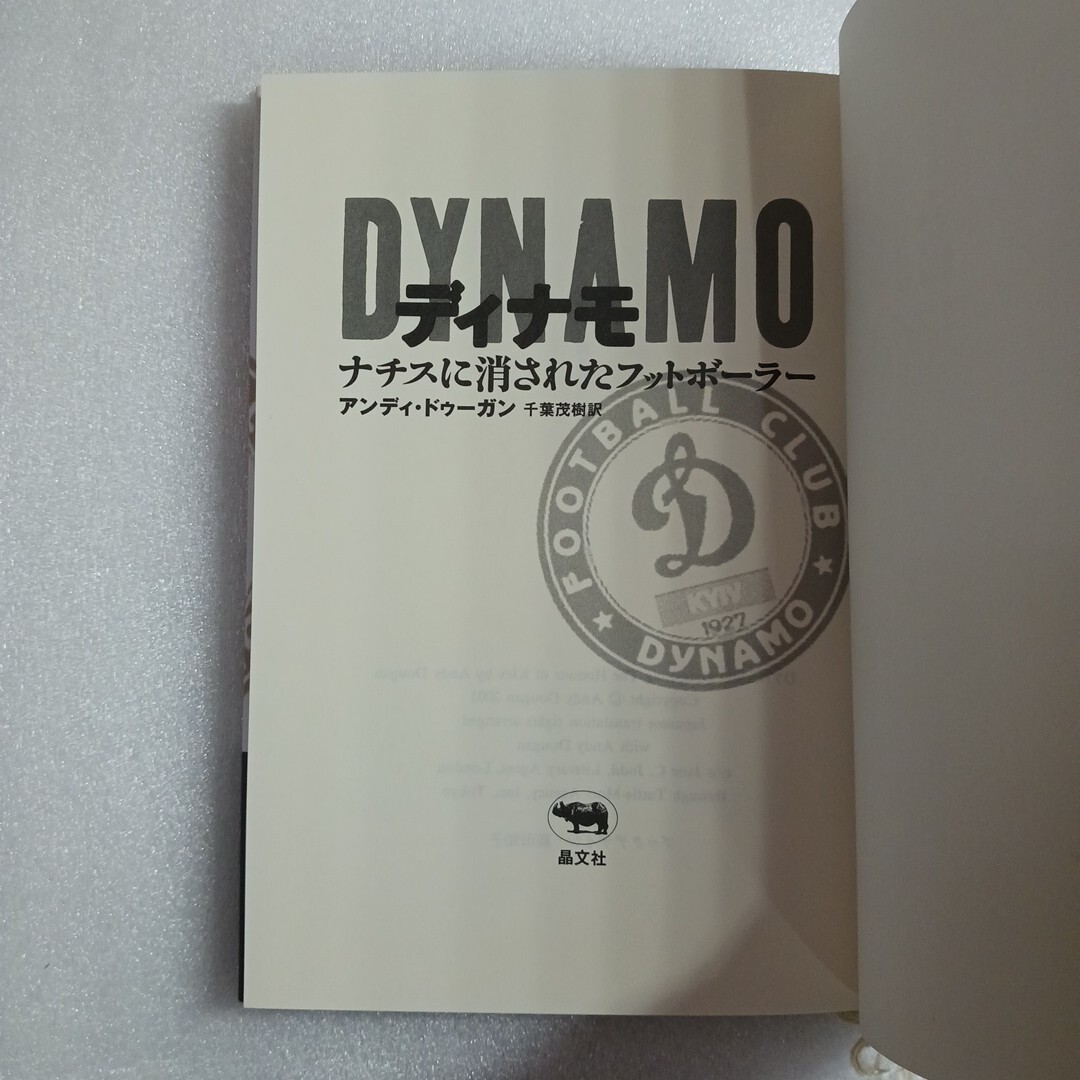 DYNAMO
ディナモ
ナチスに消されたフットボーラー
アンディ・ドゥーガン 千葉茂樹訳
FOOTBALL CLUB
KYIV
1927
DYNAMO
晶文社